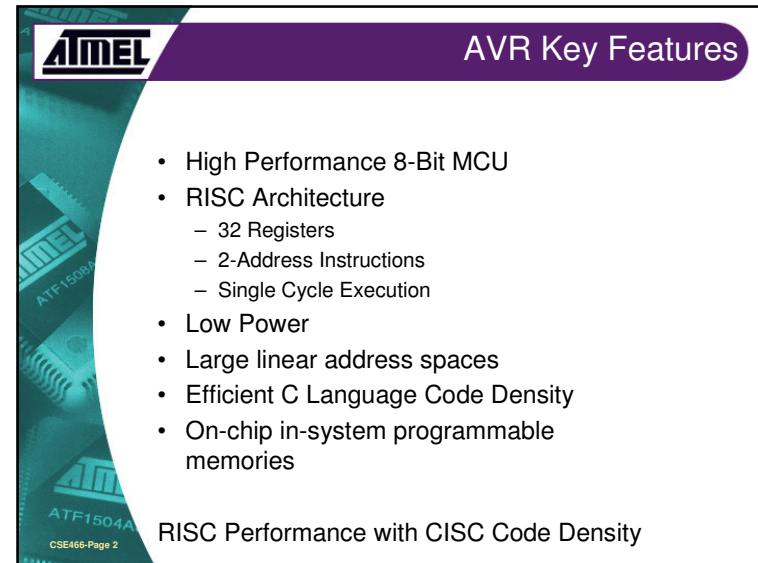 ATMEL
AVR Key Features
• High Performance 8-Bit MCU
• RISC Architecture
– 32 Registers
– 2-Address Instructions
– Single Cycle Execution
• Low Power
• Large linear address spaces
• Efficient C Language Code Density
• On-chip in-system programmable
memories
RISC Performance with CISC Code Density
ATF1508A
ATF1504A
CSE466-Page 2